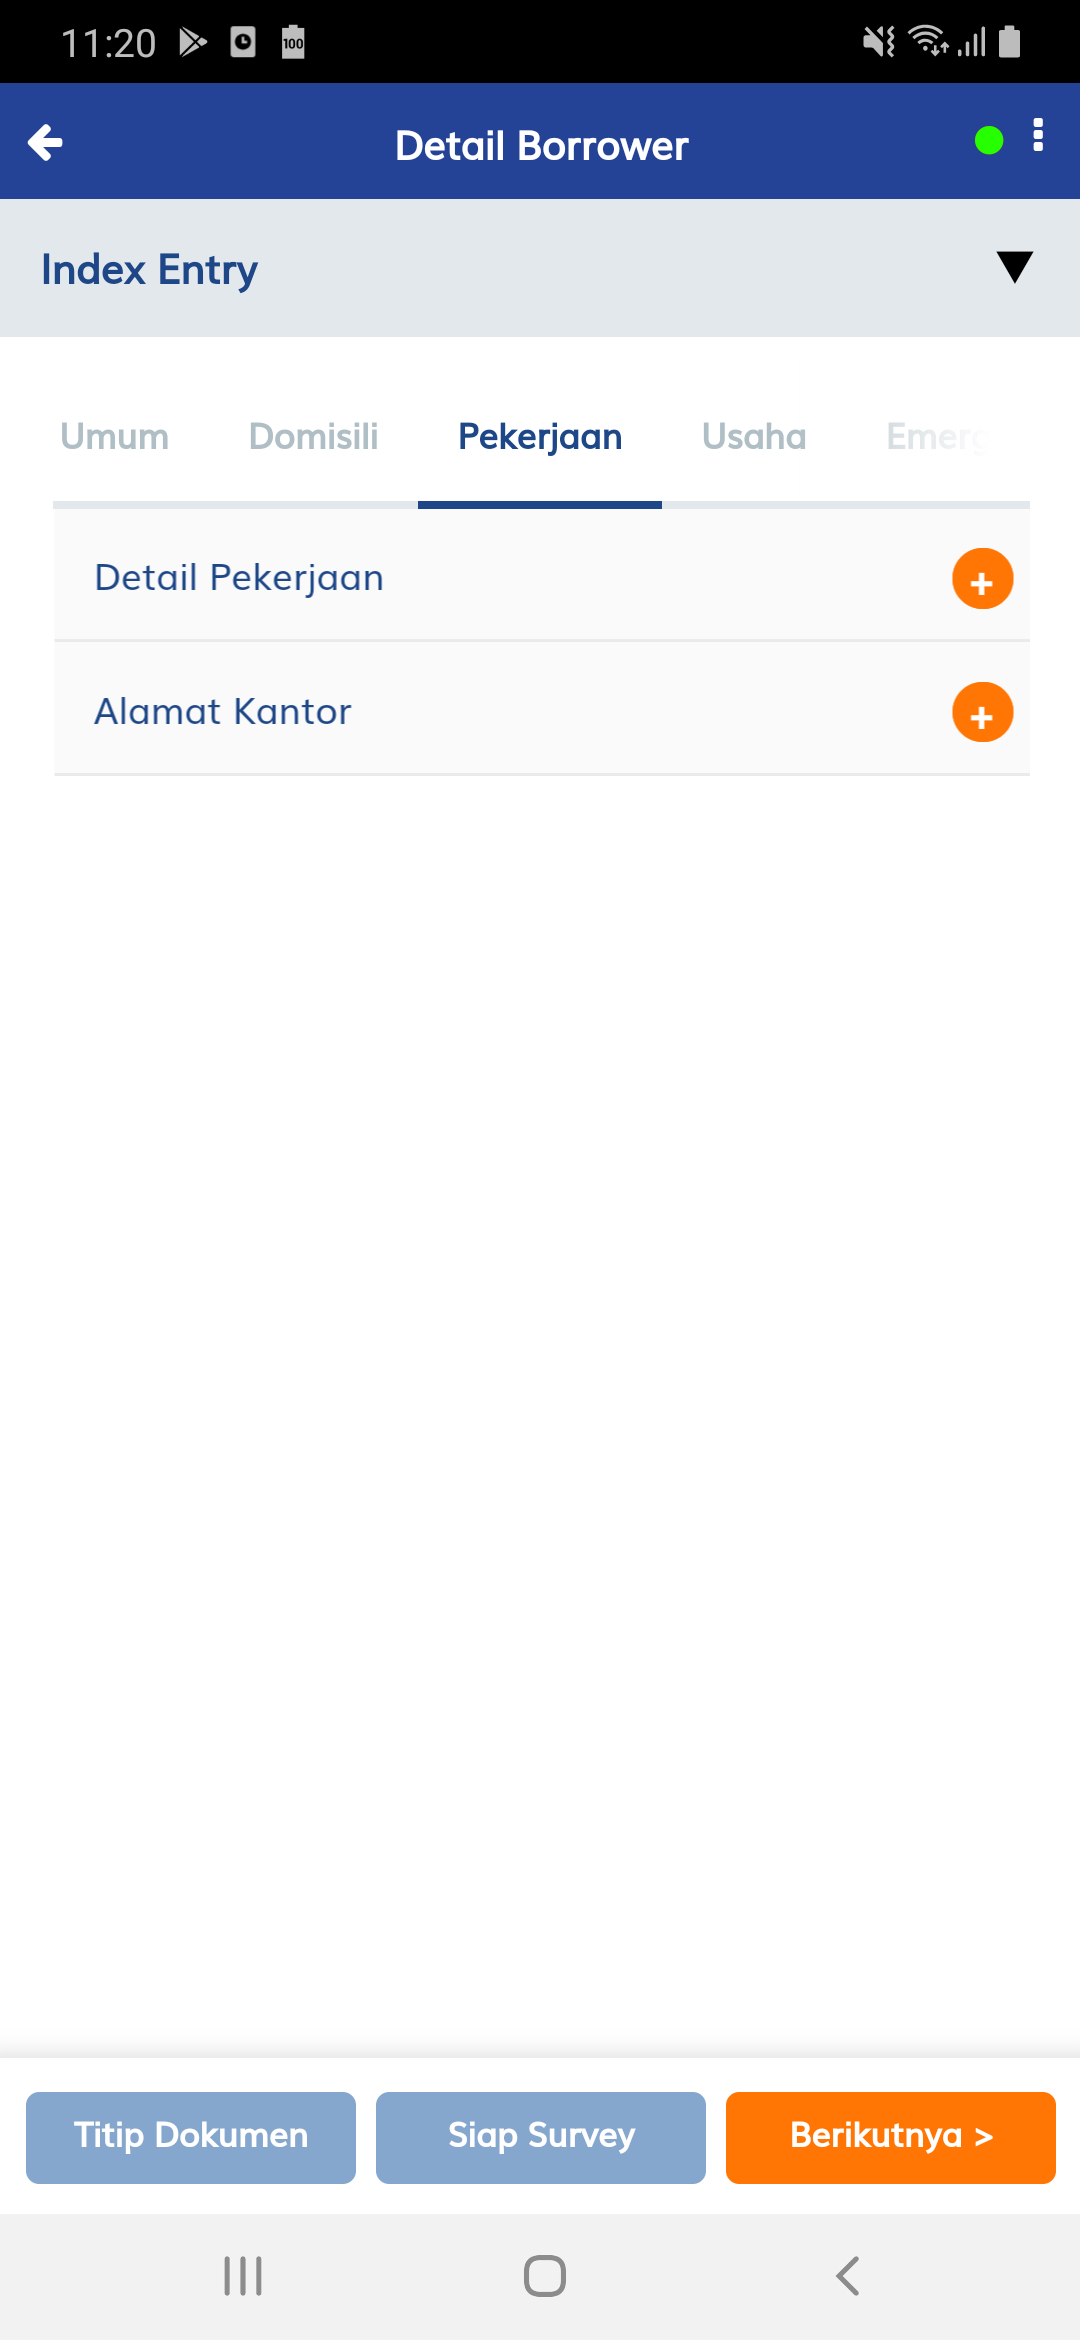 11:20
100
Detail Borrower
Index Entry
Umum Domisili Pekerjaan Usaha Emerg
Detail Pekerjaan
+
Alamat Kantor
+
Titip Dokumen
Siap Survey
Berikutnya >